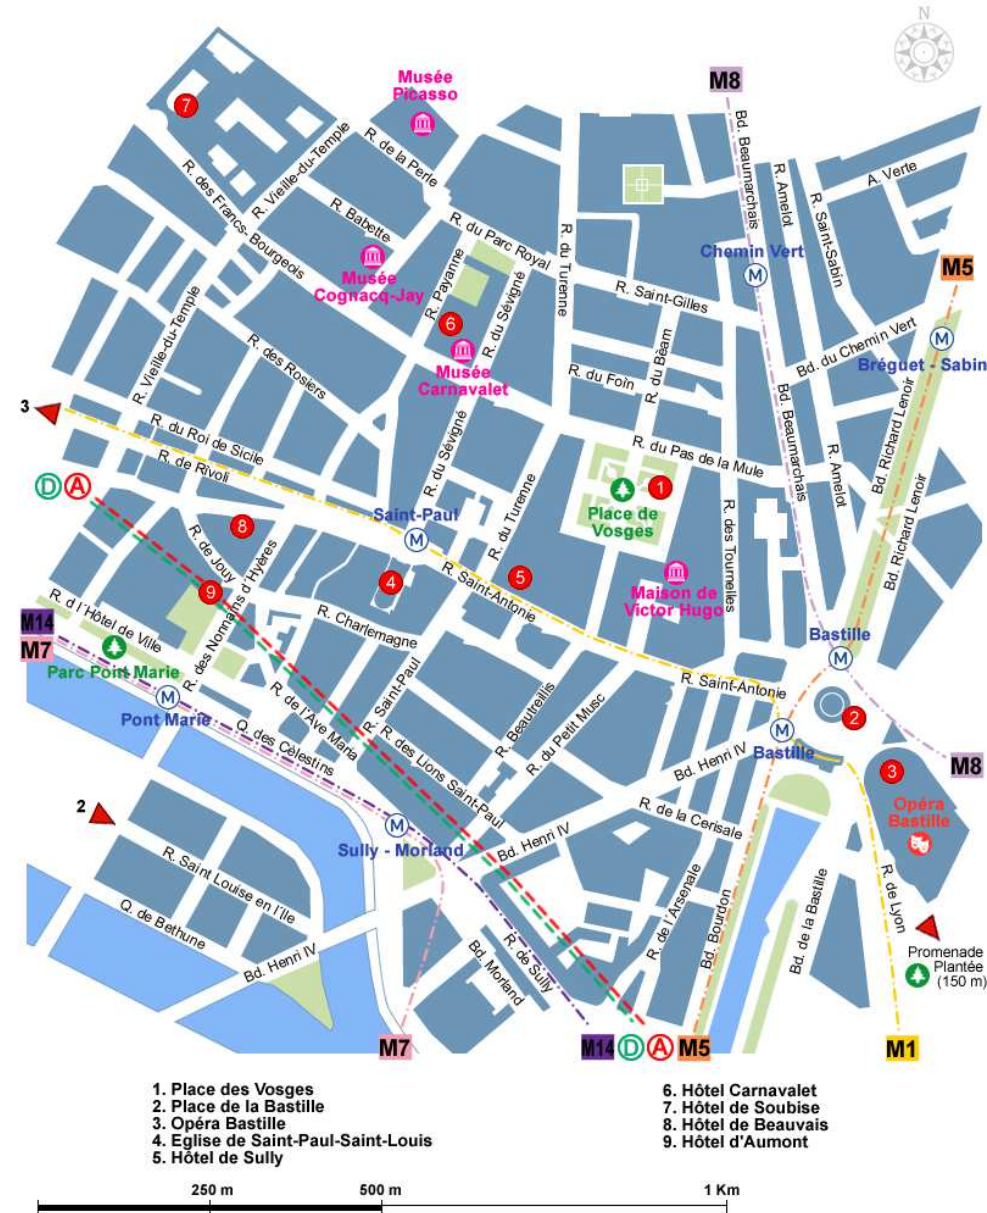 N
M8
7
Musée
Picasso
R. Vieille-du-Temple
R. de la Perle
Bd. Beaumarchais
R. Amelot
A. Verte
R. Saint-Sabín
R. des Francs- Bourgeois
R. Babette
R. du Parc Royal
R. du Turenne
Chemin Vert
M
M5
Musée
Cognacq-Jay
R. Payanne
R. du Sévigné
R. Saint-Gilles
6
Musée
Carnavalet
R. Vieille-du-Temple
R. des Rosiers
R. du Foín
R. du Bèam
Bd. du Chemin Vert
M
Bréguet - Sabin
3
R. du Roi de Sicile
R. de Rivoli
R. du Sévigné
R. du Pas de la Mule
Bd. Beaumarchais
R. Amelot
Bd. Richard Lenoir
D
A
1
Place de
Vosges
Saint-Paul
M
R. du Turenne
R. des Tournelles
Bd. Richard Lenoir
8
R. de Jouy
R. des Nonnains d´Hyères
9
4
R. Saint-Antonie
5
Maison de
Victor Hugo
M14
M7
R. d l´Hôtel de Ville
R. Charlemagne
Bastille
M
Parc Pont Marie
M
Pont Marie
R. de l´Ave Maria
R. Saint-Paul
R. Beautreillis
R. du Petit Musc
R. Saint-Antonie
2
M
Bastille
Q. des Cèlestins
R. des Lions Saint-Paul
Bd. Henri IV
3
Opéra
Bastille
M8
2
M
Sully - Morland
Bd. Henri IV
R. de la Cerisale
R. Saint Louise en l´Ile
Q. de Bethune
Bd. Henri IV
R. de Sully
Bd. Morland
R. de l´Arsenale
Bd. Bourdon
Bd. de la Bastille
R. de Lyon
Promenade
Plantée
(150 m)
M7
M14
D
A
M5
M1
1. Place des Vosges
2. Place de la Bastille
3. Opéra Bastille
4. Eglise de Saint-Paul-Saint-Louis
5. Hôtel de Sully
6. Hôtel Carnavalet
7. Hôtel de Soubise
8. Hôtel de Beauvais
9. Hôtel d'Aumont
250 m
500 m
1 Km